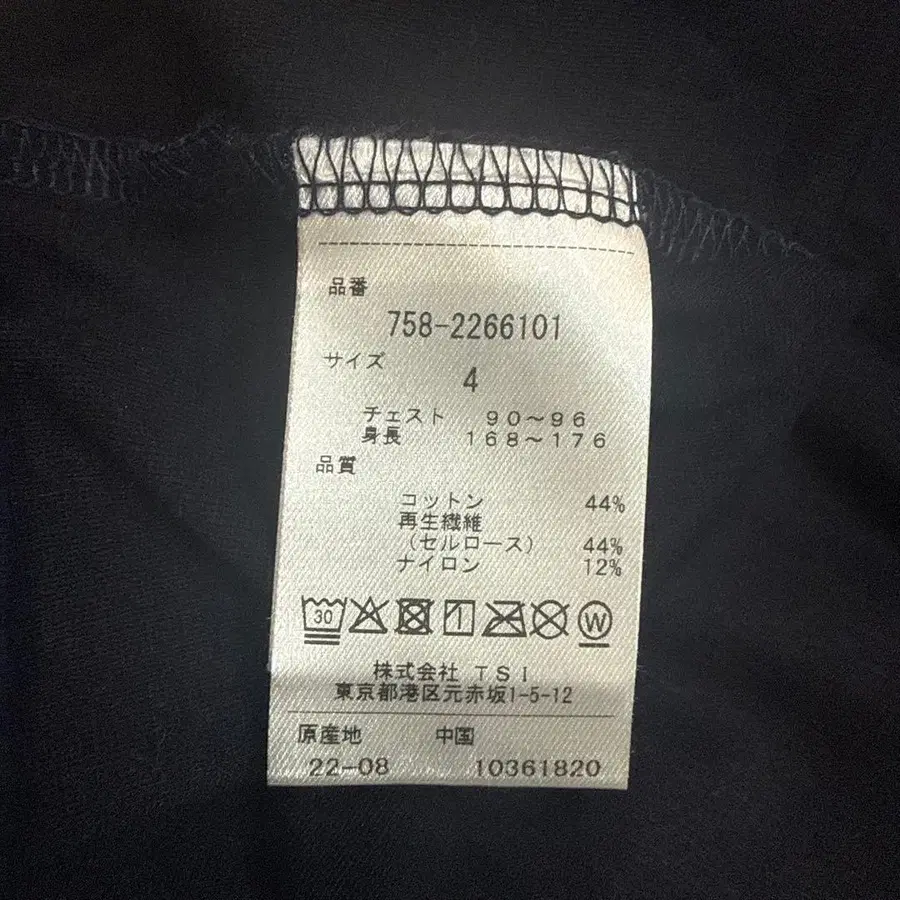 品番
758-2266101
サイズ
4
チェスト 90～96
身長 168～176
品質
コットン 44%
再生繊維
(セルロース) 44%
ナイロン 12%
30 W
株式会社 TSI
東京都港区元赤坂1-5-12
原産地 中国
22-08 10361820